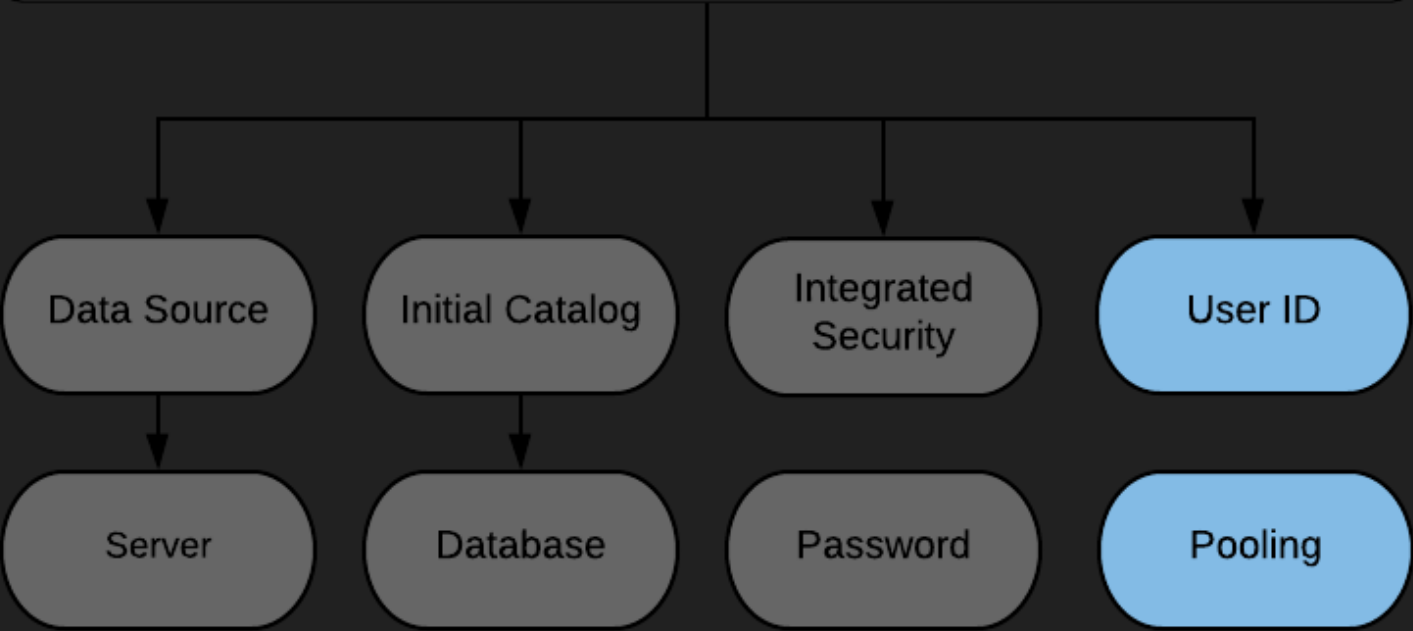 Data Source
Initial Catalog
Integrated
Security
User ID
Server
Database
Password
Pooling